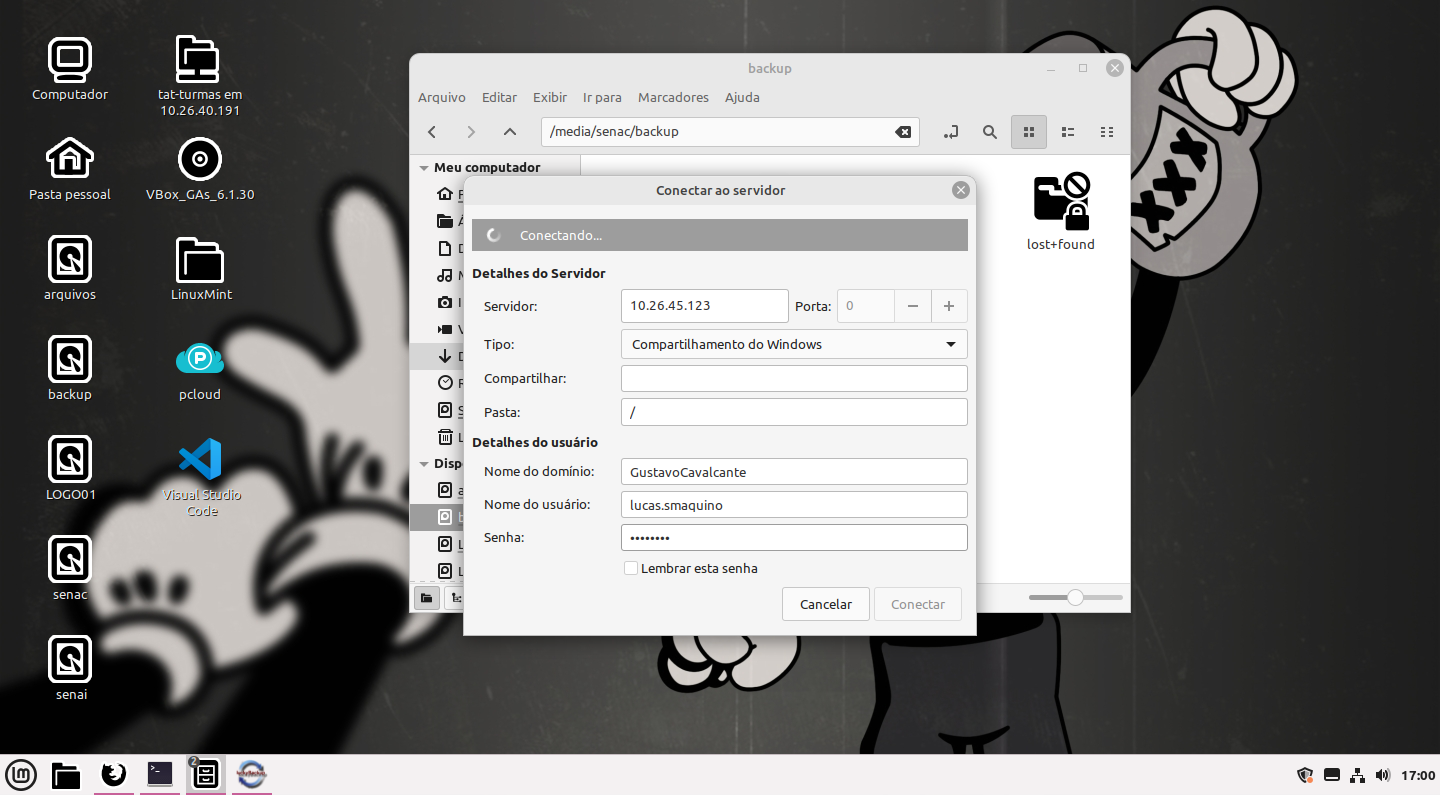 Computador
tat-turmas em
10.26.40.191
Pasta pessoal
VBox_GAs_6.1.30
arquivos
LinuxMint
backup
pcloud
LOGO01
Visual Studio
Code
senac
senai
backup
Arquivo Editar Exibir Ir para Marcadores Ajuda
/media/senac/backup
Meu computador
lost+found
Conectar ao servidor
Conectando...
Detalhes do Servidor
Servidor: 10.26.45.123 Porta: 0
Tipo: Compartilhamento do Windows
Compartilhar:
Pasta: /
Detalhes do usuário
Nome do domínio: GustavoCavalcante
Nome do usuário: lucas.smaquino
Senha: ••••••••
Lembrar esta senha
Cancelar Conectar
XXX
lm
2
17:00